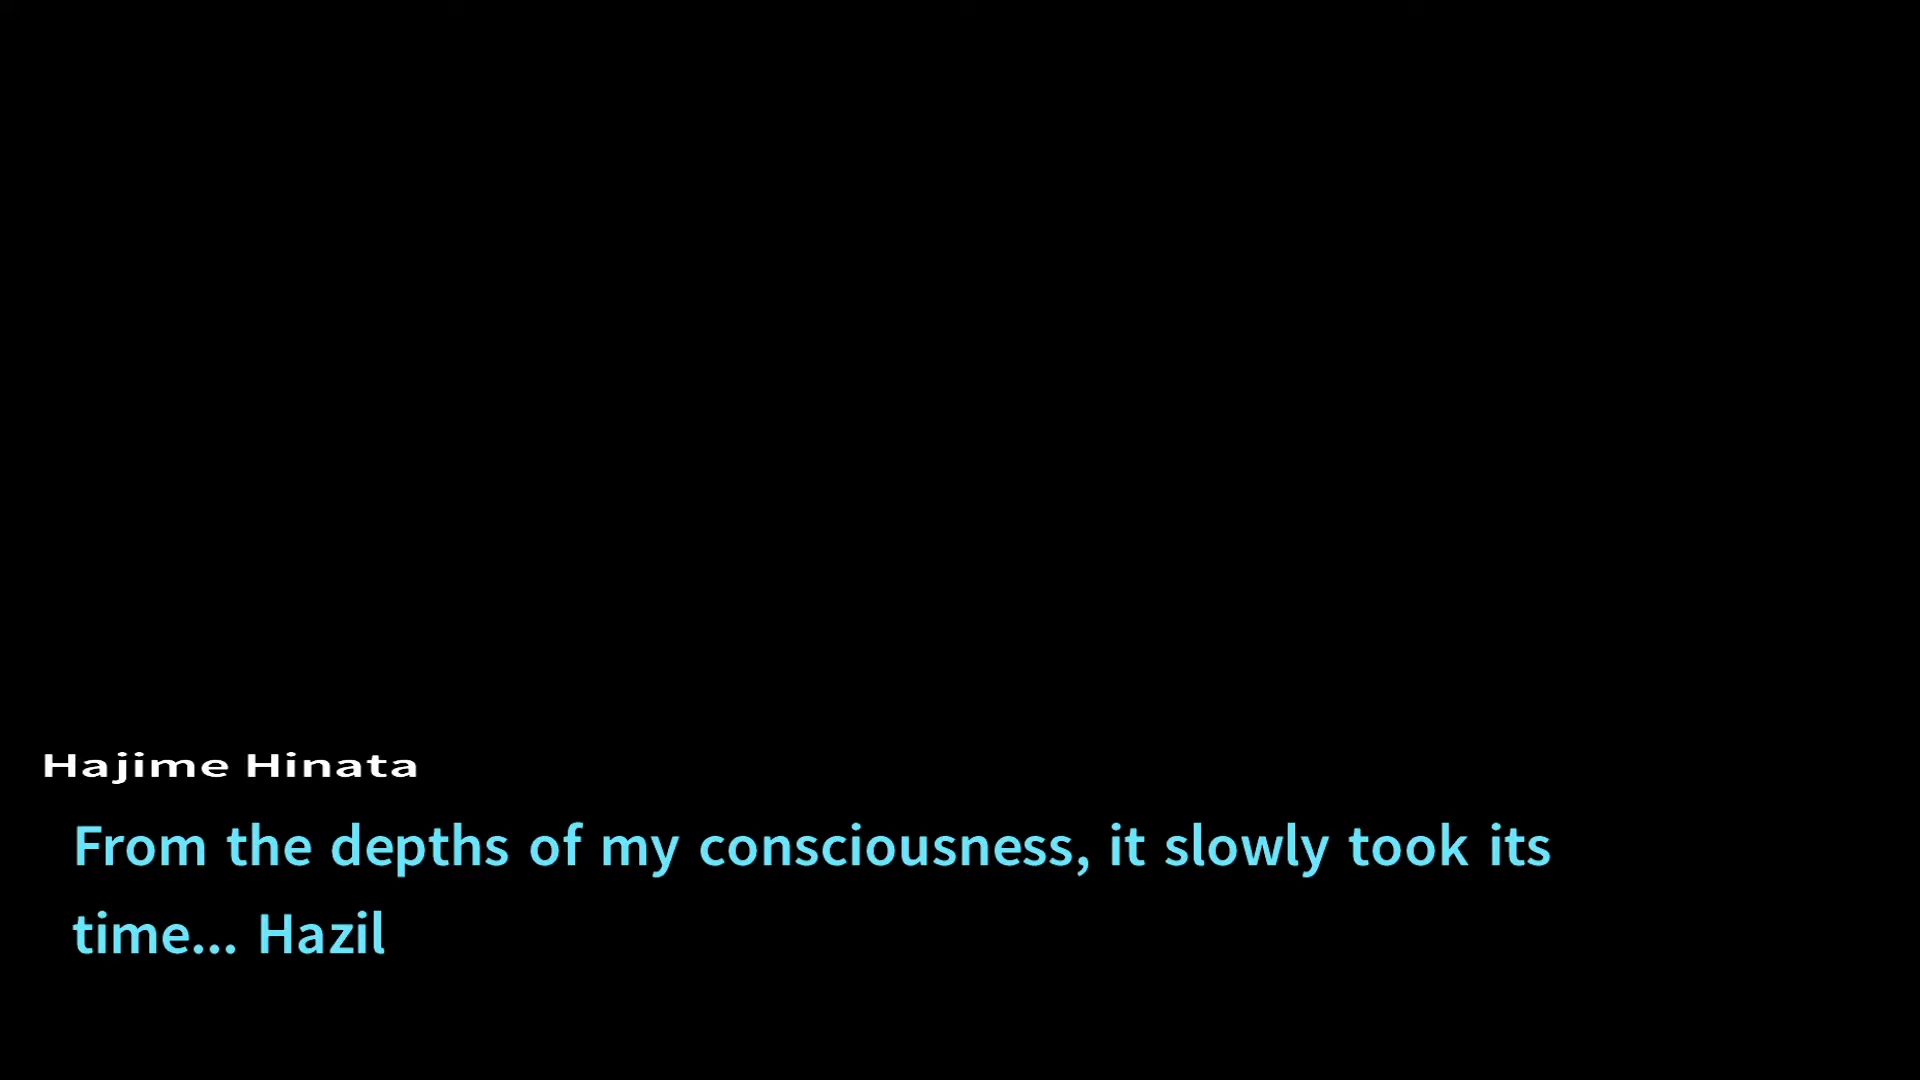 Hajime Hinata
From the depths of my consciousness, it slowly took its
time... Hazil